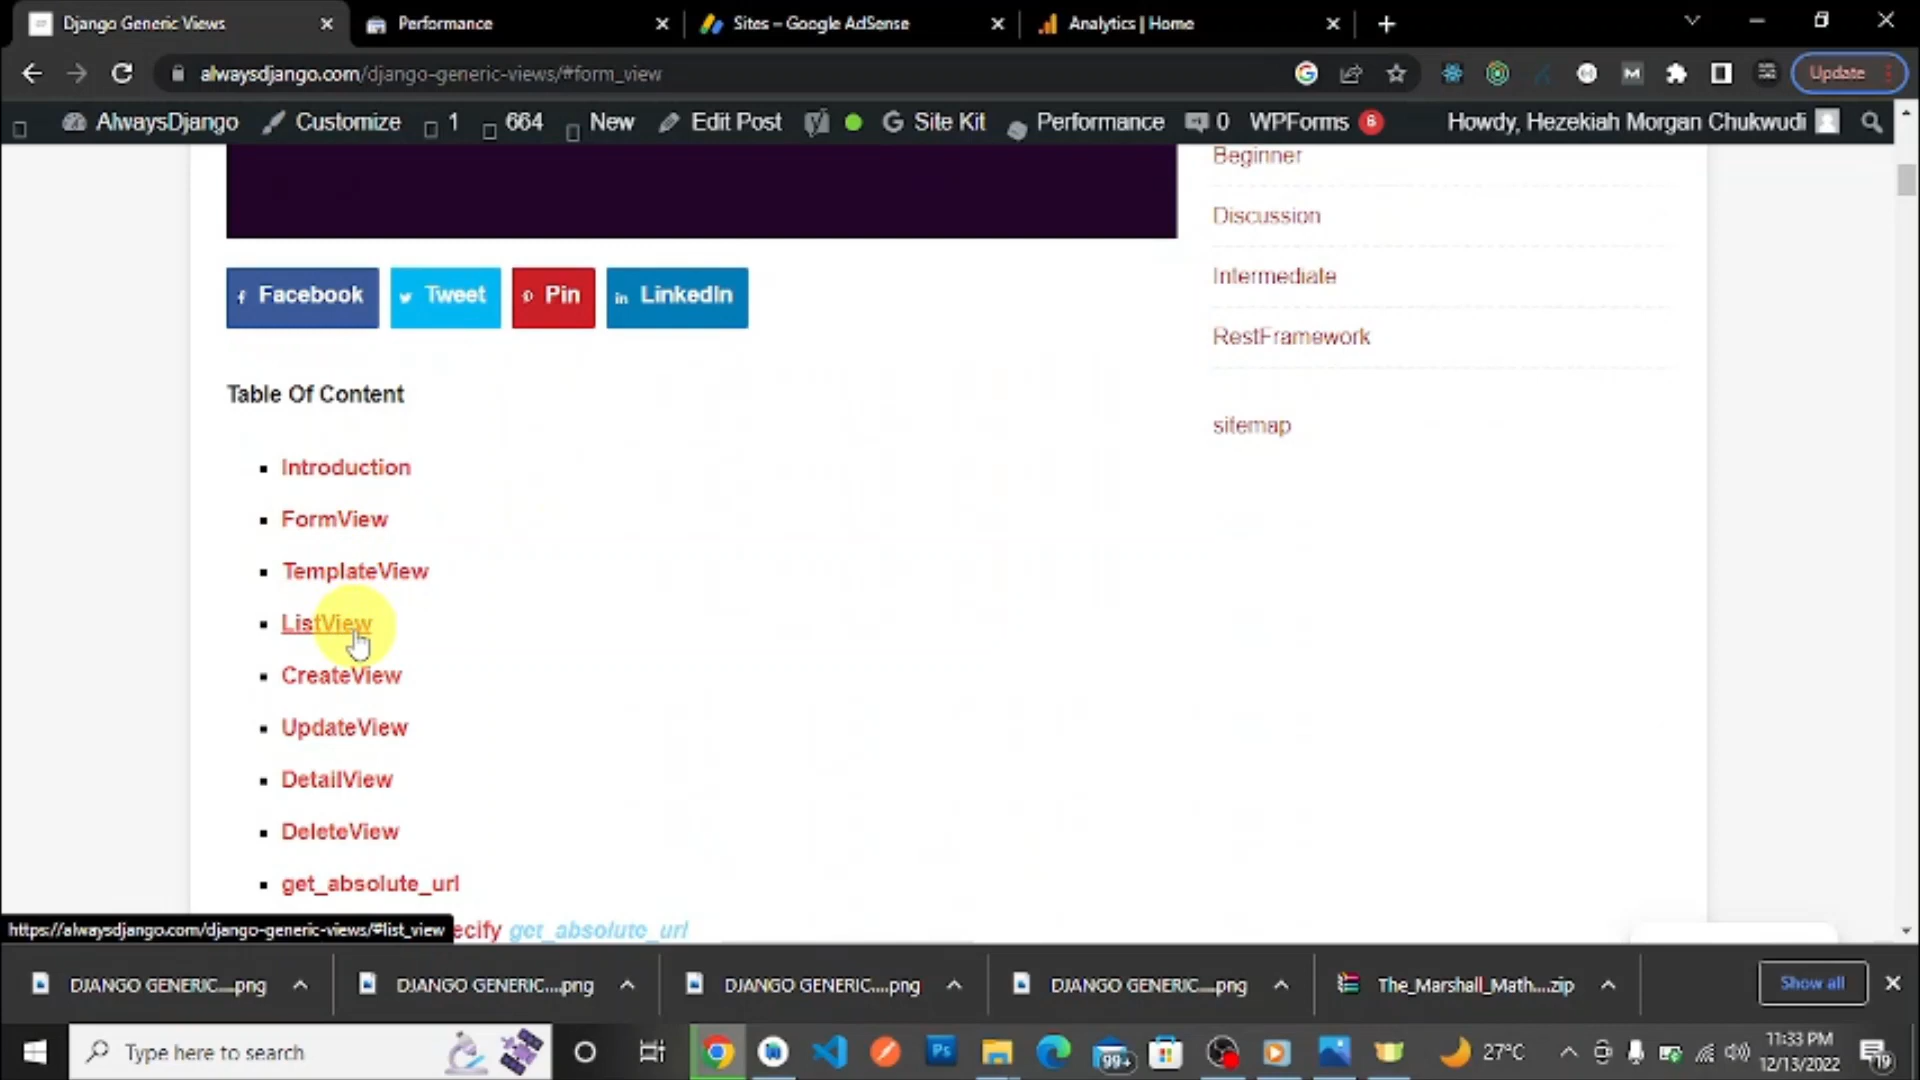 Django Generic Views
Performance
Sites – Google AdSense
Analytics | Home
alwaysdjango.com/django-generic-views/#form_view
Update
AlwaysDjango
Customize
1
664
New
Edit Post
Site Kit
Performance
0
WPForms 6
Howdy, Hezekiah Morgan Chukwudi
Beginner
Discussion
Intermediate
RestFramework
sitemap
Facebook
Tweet
Pin
LinkedIn
Table Of Content
Introduction
FormView
TemplateView
ListView
CreateView
UpdateView
DetailView
DeleteView
get_absolute_url
ecify get_absolute_url
https://alwaysdjango.com/django-generic-views/#list_view
DJANGO GENERIC....png
DJANGO GENERIC....png
DJANGO GENERIC....png
DJANGO GENERIC....png
The_Marshall_Math....zip
Show all
Type here to search
Ps
99+
27°C
11:33 PM
12/13/2022
19